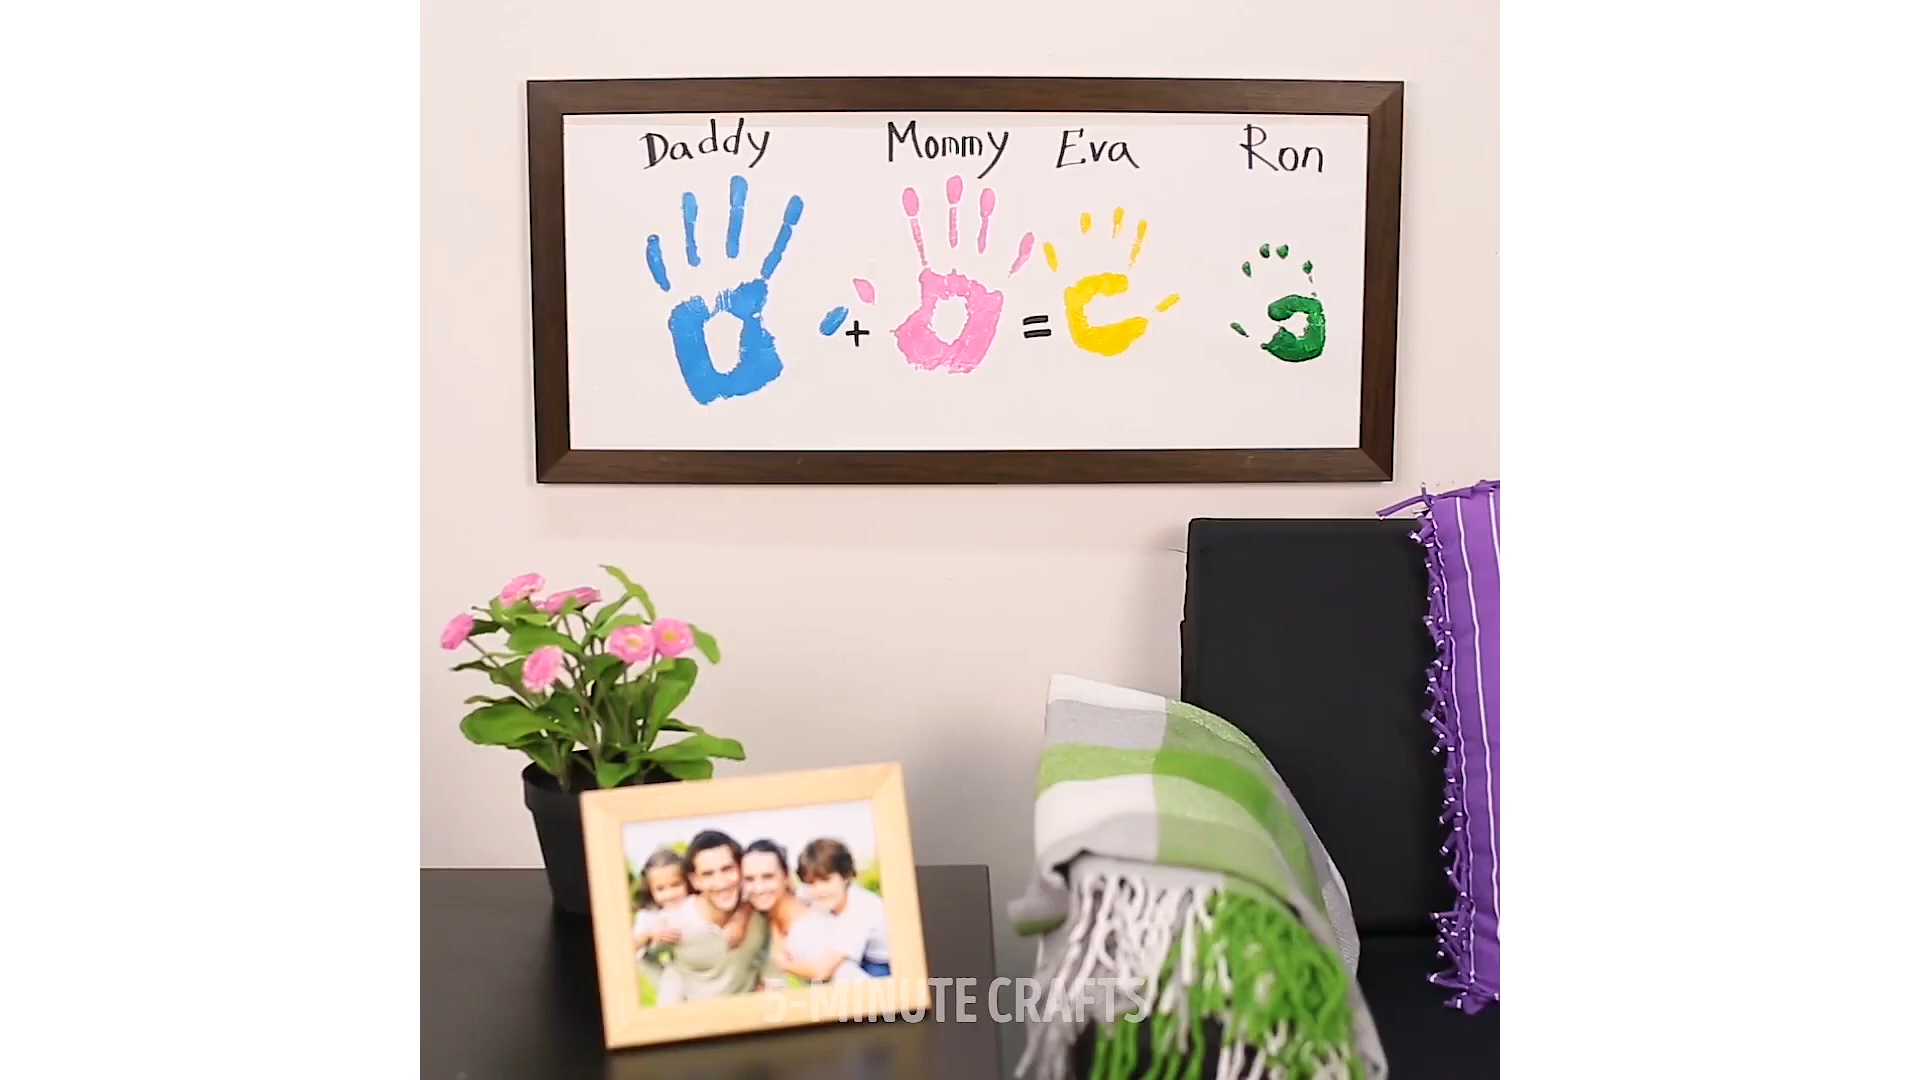 Daddy Mommy Eva Ron
+ =
5-MINUTE CRAFTS